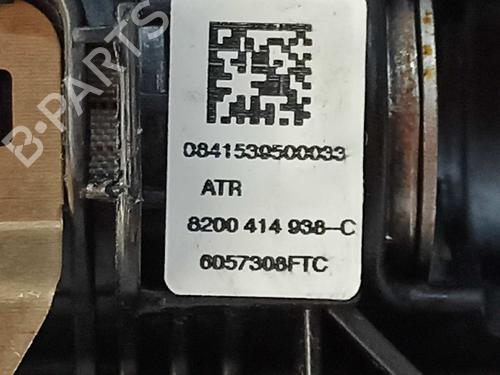 B-PARTS
0841539500033
ATR
8200 414 938--C
6057308FTC